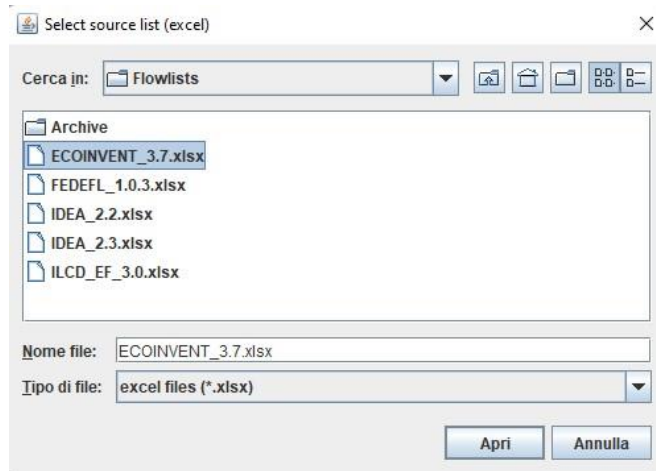 Select source list (excel)
Cerca in: Flowlists
Archive
ECOINVENT_3.7.xlsx
FEDEFL_1.0.3.xlsx
IDEA_2.2.xlsx
IDEA_2.3.xlsx
ILCD_EF_3.0.xlsx
Nome file: ECOINVENT_3.7.xlsx
Tipo di file: excel files (*.xlsx)
Apri Annulla